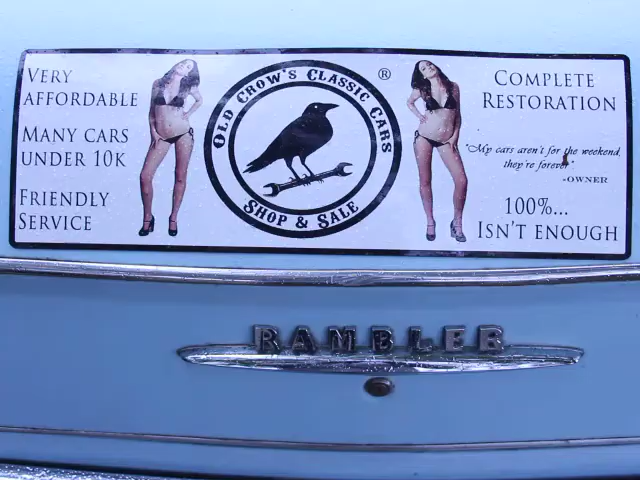 VERY
AFFORDABLE
MANY CARS
UNDER 10K
FRIENDLY
SERVICE
OLD CROW'S CLASSIC CARS
SHOP & SALE
®
COMPLETE
RESTORATION
"My cars aren't for the weekend,
they're forever"
-OWNER
100%...
ISN'T ENOUGH
RAMBLER